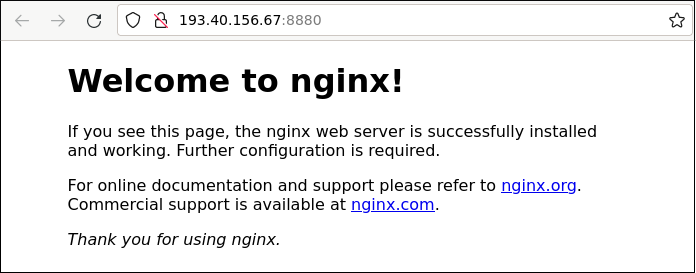 193.40.156.67:8880
Welcome to nginx!
If you see this page, the nginx web server is successfully installed
and working. Further configuration is required.
For online documentation and support please refer to nginx.org.
Commercial support is available at nginx.com.
Thank you for using nginx.